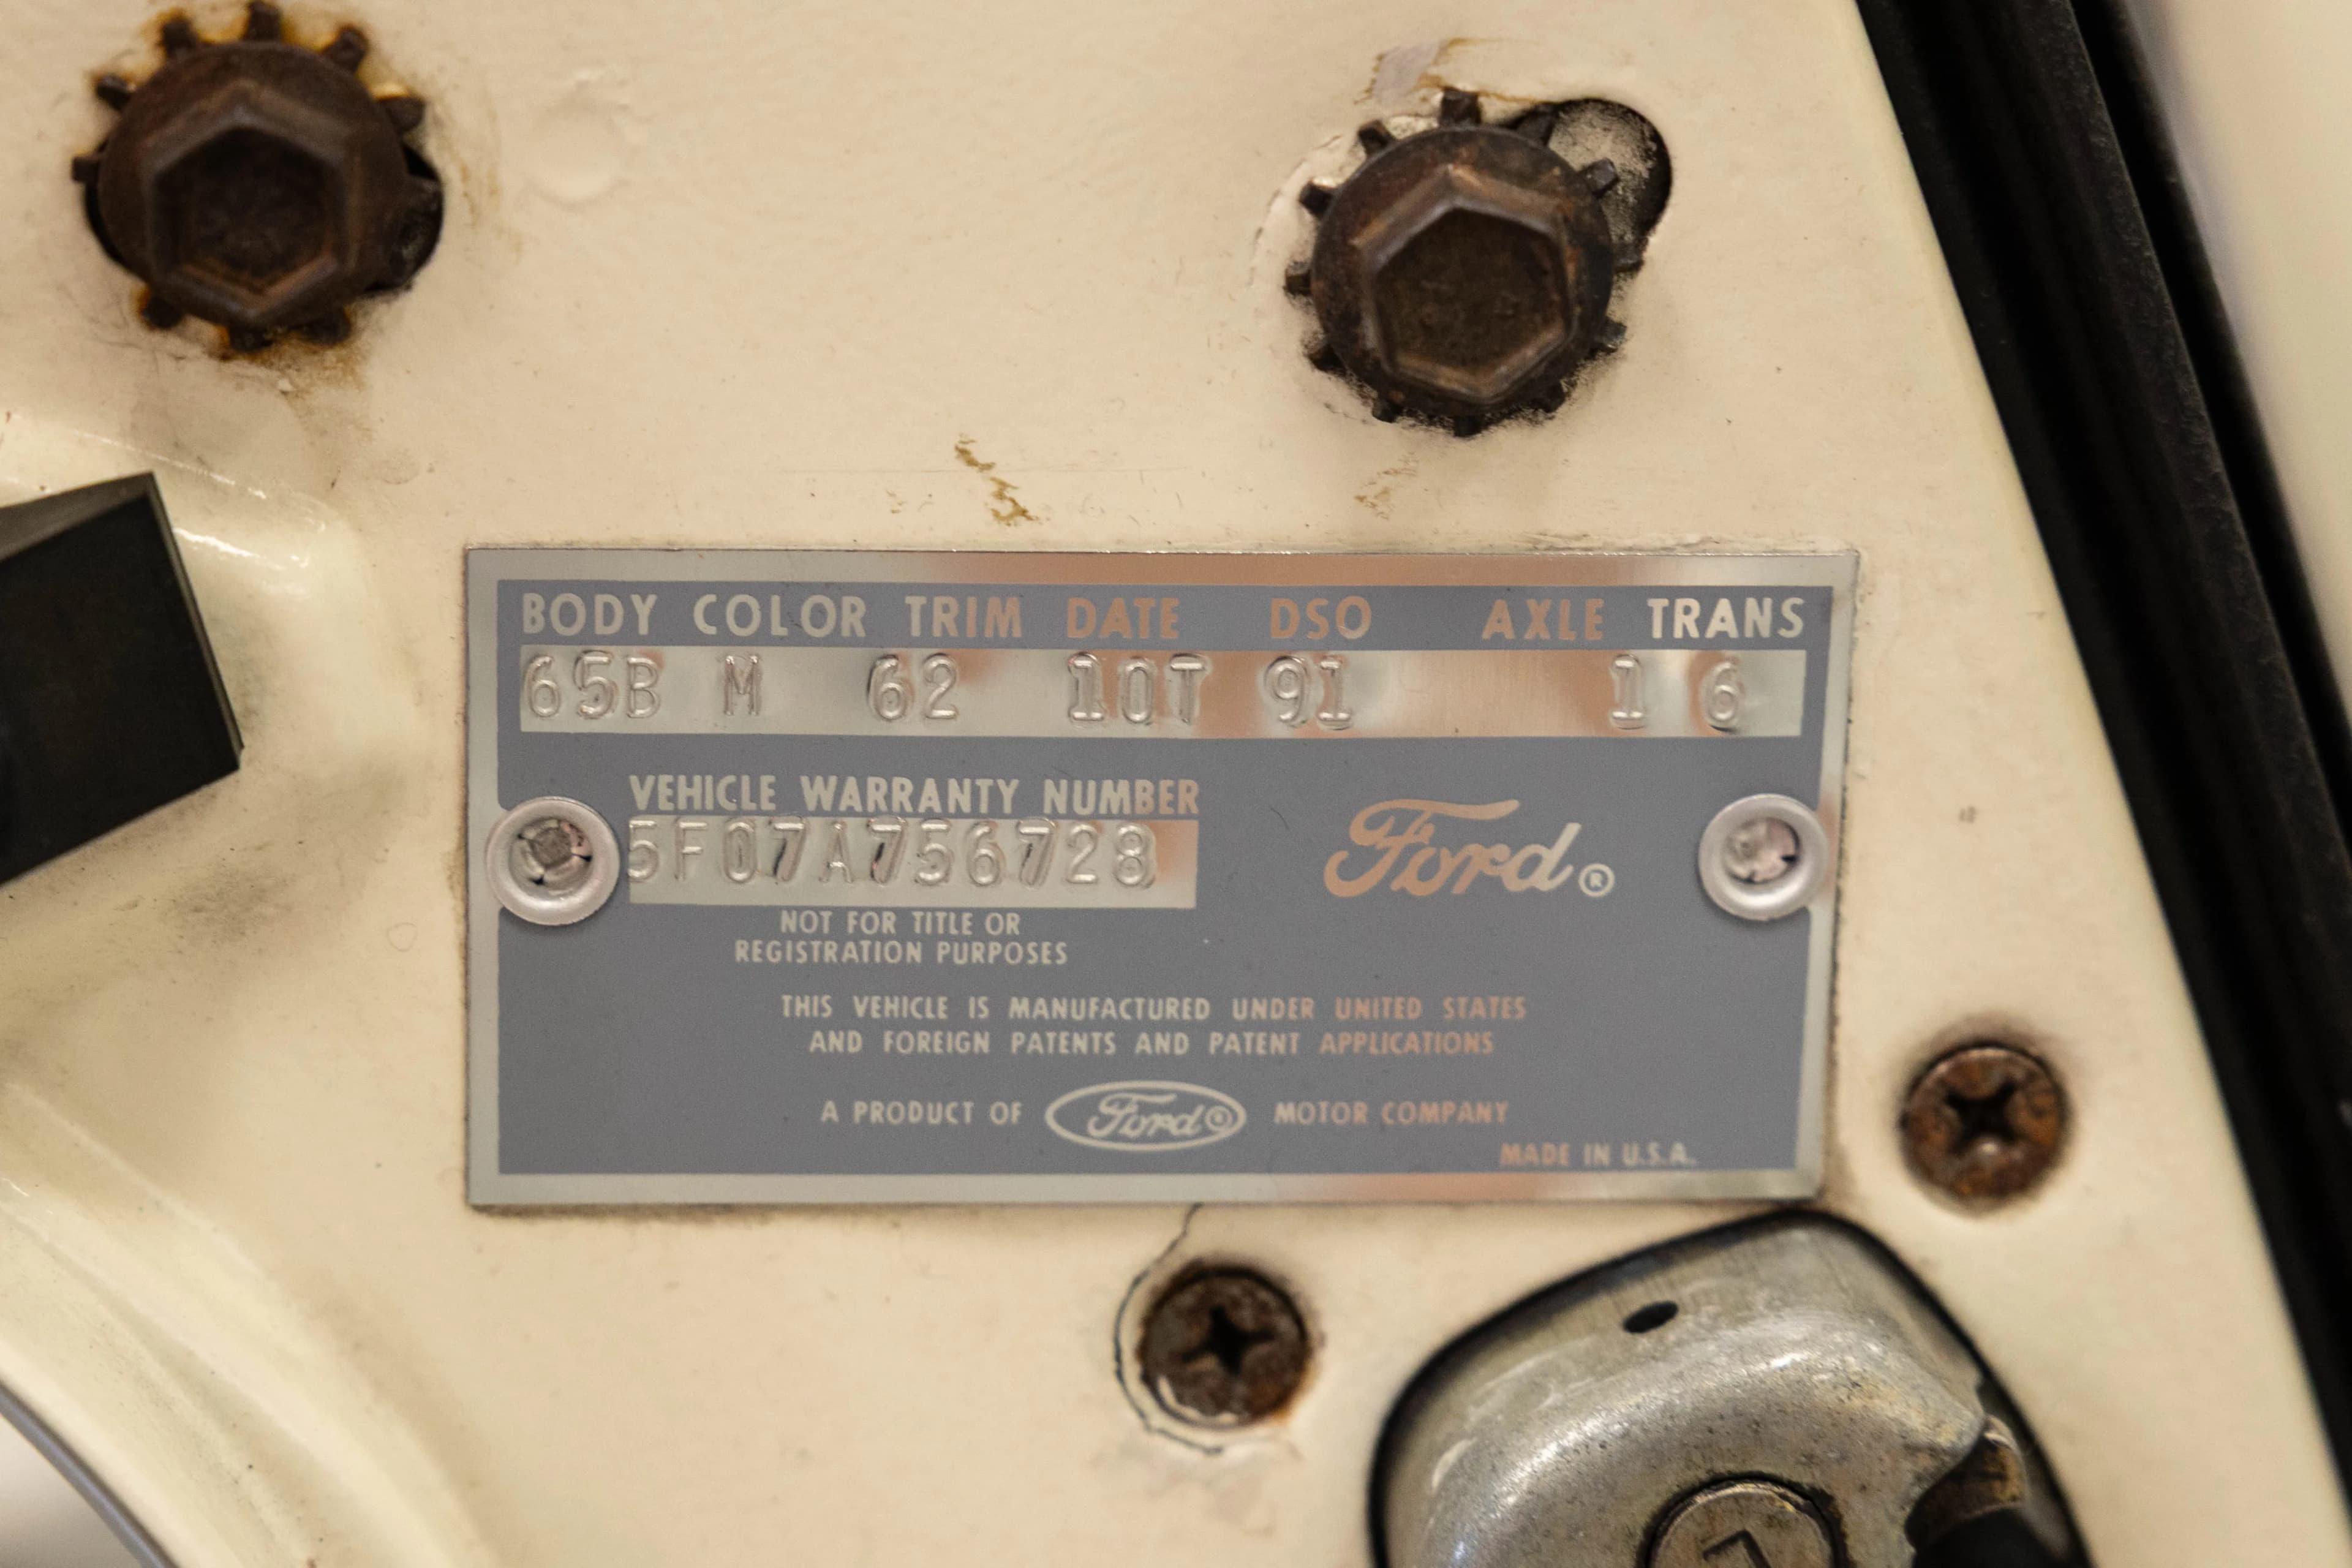 BODY COLOR TRIM DATE DSO AXLE TRANS
65B M 62 10T 91 1 6
VEHICLE WARRANTY NUMBER
5F07A756728
Ford®
NOT FOR TITLE OR
REGISTRATION PURPOSES
THIS VEHICLE IS MANUFACTURED UNDER UNITED STATES
AND FOREIGN PATENTS AND PATENT APPLICATIONS
A PRODUCT OF Ford® MOTOR COMPANY
MADE IN U.S.A.